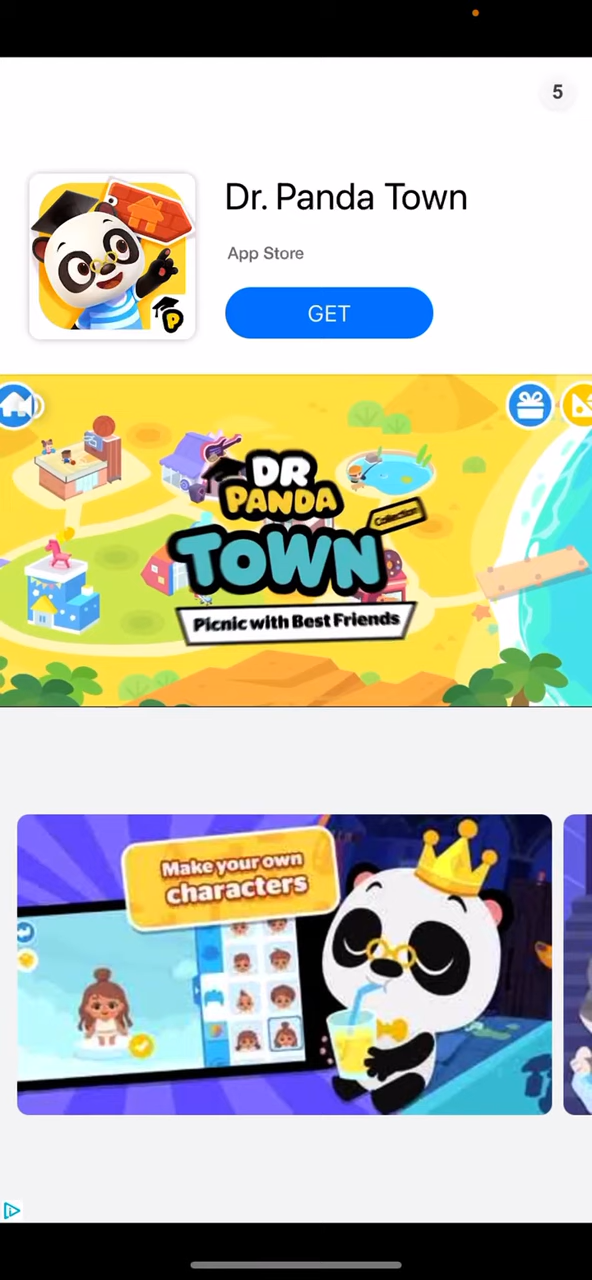 5
Dr. Panda Town
App Store
GET
DR
PANDA
Collection
TOWN
Picnic with Best Friends
Make your own
characters